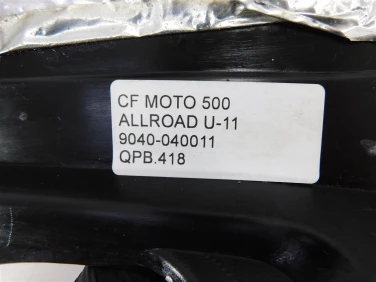 CF MOTO 500
ALLROAD U-11
9040-040011
QPB.418